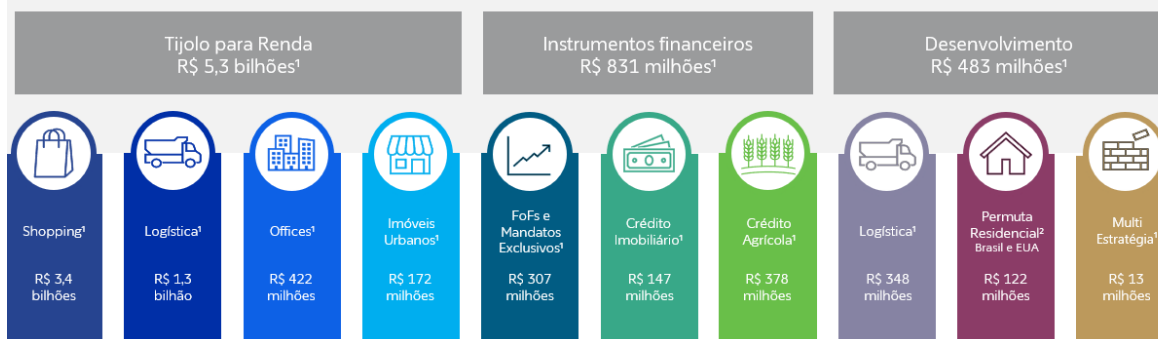 Tijolo para Renda
R$ 5,3 bilhões¹
Instrumentos financeiros
R$ 831 milhões¹
Desenvolvimento
R$ 483 milhões¹
Shopping¹
R$ 3,4
bilhões
Logística¹
R$ 1,3
bilhão
Offices¹
R$ 422
milhões
Imóveis
Urbanos¹
R$ 172
milhões
FoFs e
Mandatos
Exclusivos¹
R$ 307
milhões
Crédito
Imobiliário¹
R$ 147
milhões
Crédito
Agrícola¹
R$ 378
milhões
Logística¹
R$ 348
milhões
Permuta
Residencial²
Brasil e EUA
R$ 122
milhões
Multi
Estratégia¹
R$ 13
milhões